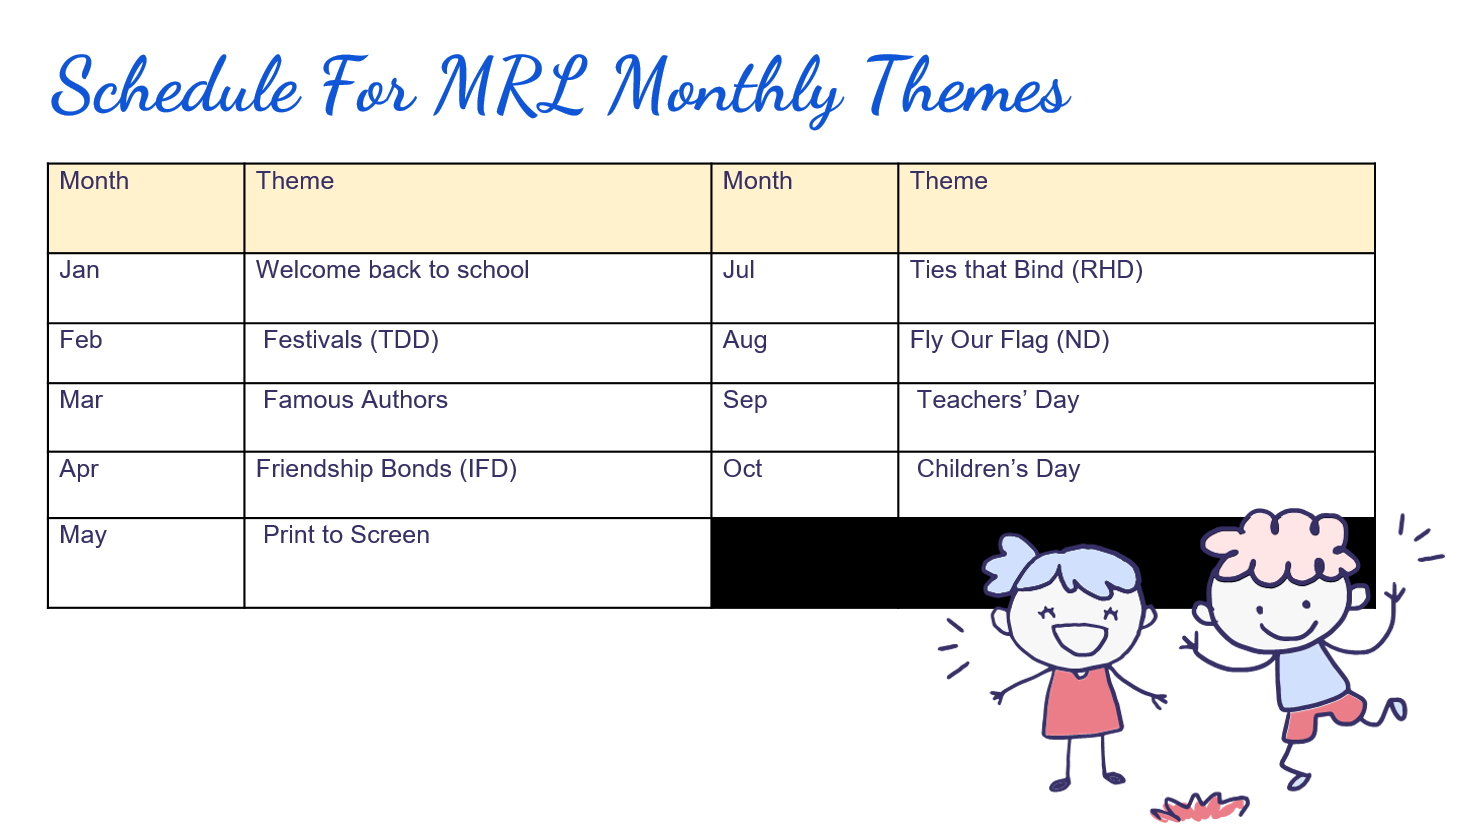 Schedule For MRL Monthly Themes
Month Theme Month Theme
Jan Welcome back to school Jul Ties that Bind (RHD)
Feb Festivals (TDD) Aug Fly Our Flag (ND)
Mar Famous Authors Sep Teachers’ Day
Apr Friendship Bonds (IFD) Oct Children’s Day
May Print to Screen